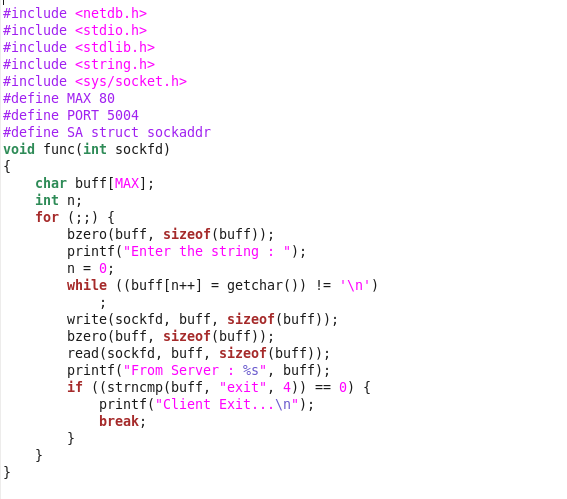 #include <netdb.h>
#include <stdio.h>
#include <stdlib.h>
#include <string.h>
#include <sys/socket.h>
#define MAX 80
#define PORT 5004
#define SA struct sockaddr
void func(int sockfd)
{
    char buff[MAX];
    int n;
    for (;;) {
        bzero(buff, sizeof(buff));
        printf("Enter the string : ");
        n = 0;
        while ((buff[n++] = getchar()) != '\n')
            ;
        write(sockfd, buff, sizeof(buff));
        bzero(buff, sizeof(buff));
        read(sockfd, buff, sizeof(buff));
        printf("From Server : %s", buff);
        if ((strncmp(buff, "exit", 4)) == 0) {
            printf("Client Exit...\n");
            break;
        }
    }
}